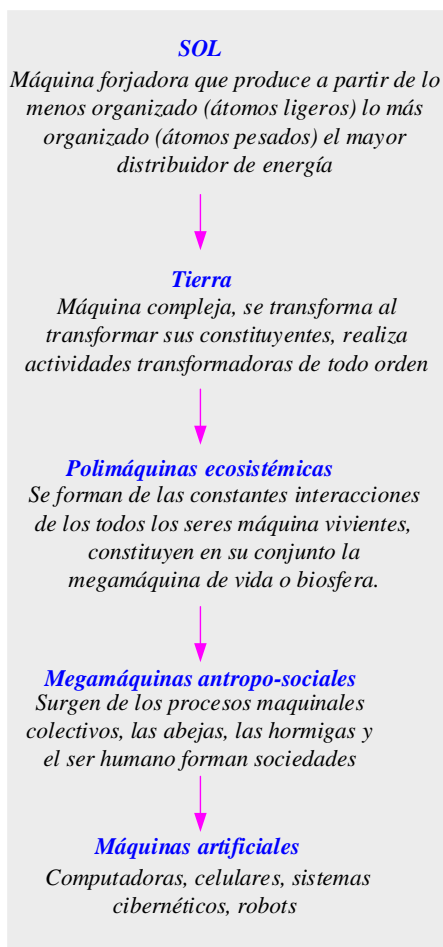 SOL
Máquina forjadora que produce a partir de lo
menos organizado (átomos ligeros) lo más
organizado (átomos pesados) el mayor
distribuidor de energía
Tierra
Máquina compleja, se transforma al
transformar sus constituyentes, realiza
actividades transformadoras de todo orden
Polimáquinas ecosistémicas
Se forman de las constantes interacciones
de los todos los seres máquina vivientes,
constituyen en su conjunto la
megamáquina de vida o biosfera.
Megamáquinas antropo-sociales
Surgen de los procesos maquinales
colectivos, las abejas, las hormigas y
el ser humano forman sociedades
Máquinas artificiales
Computadoras, celulares, sistemas
cibernéticos, robots